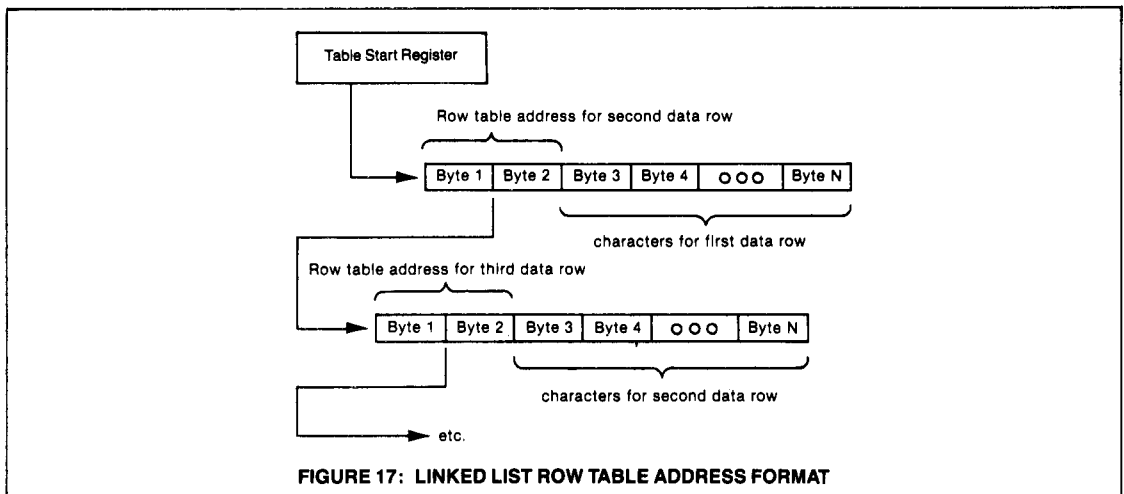 Table Start Register
Row table address for second data row
Byte 1 Byte 2 Byte 3 Byte 4 ooo Byte N
characters for first data row
Row table address for third data row
Byte 1 Byte 2 Byte 3 Byte 4 ooo Byte N
characters for second data row
etc.
FIGURE 17: LINKED LIST ROW TABLE ADDRESS FORMAT